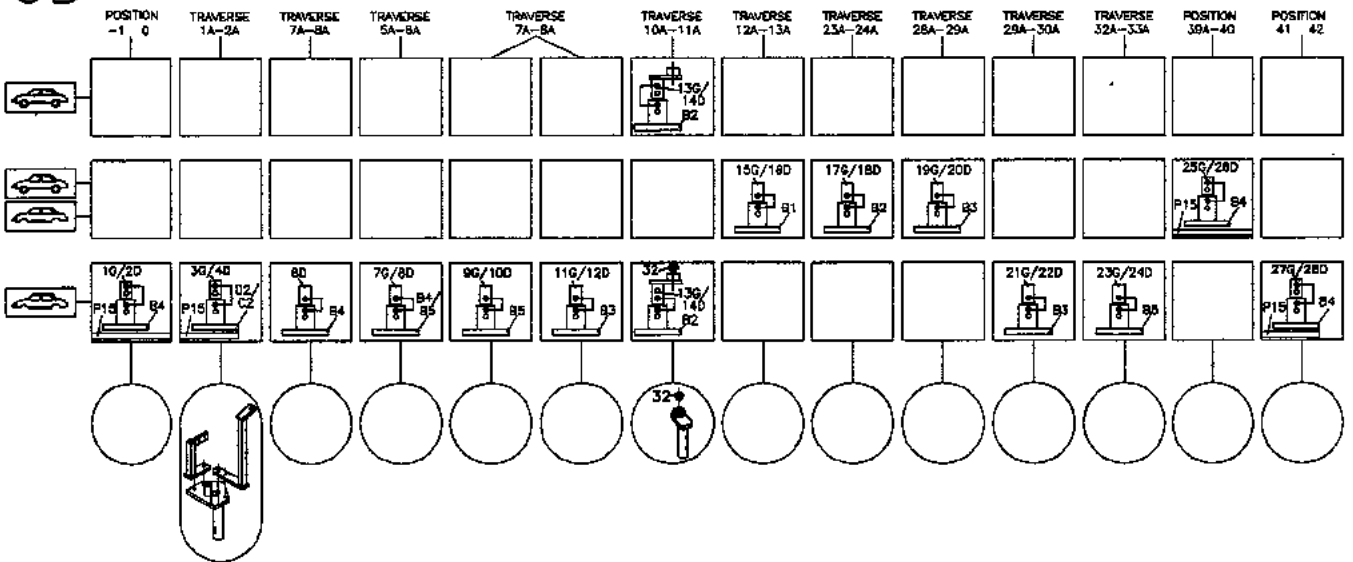 POSITION TRAVERSE TRAVERSE TRAVERSE TRAVERSE TRAVERSE TRAVERSE TRAVERSE TRAVERSE TRAVERSE TRAVERSE POSITION POSITION
-1 0 1A-2A 7A-8A 5A-6A 7A-8A 10A-11A 12A-13A 23A-24A 28A-29A 29A-30A 32A-33A 39A-40 41 42
13G/
14D
B2
15G/16D 17G/18D 19G/20D 25G/26D
B1 B2 B3 P15 B4
1G/2D 3G/4D 6D 7G/8D 9G/10D 11G/12D 32 21G/22D 23G/24D 27G/28D
P15 B4 P15 C2 B4 B4/ B5 B5 B3 13G/ 14D B2 B3 B5 P15 B4
32